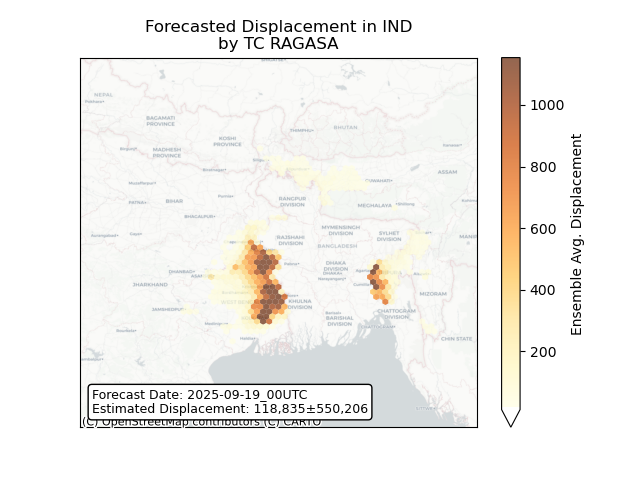 Forecasted Displacement in IND
by TC RAGASA
NEPAL
BHUTAN
BAGAMATI
PROVINCE
KOSHI
PROVINCE
MADHESH
PROVINCE
ASSAM
BIHAR
RANGPUR
DIVISION
MEGHALAYA
BHAGALPUR
MYMENSINGH
DIVISION
SYLHET
DIVISION
RAJSHAHI
DIVISION
BANGLADESH
DHAKA
DIVISION
JHARKHAND
MIZORAM
KHULNA
DIVISION
BARISHAL
DIVISION
CHATTOGRAM
DIVISION
CHIN STATE
Forecast Date: 2025-09-19_00UTC
Estimated Displacement: 118,835±550,206
(C) OpenStreetMap contributors (C) CARTO
1000
800
600
400
200
Ensemble Avg. Displacement